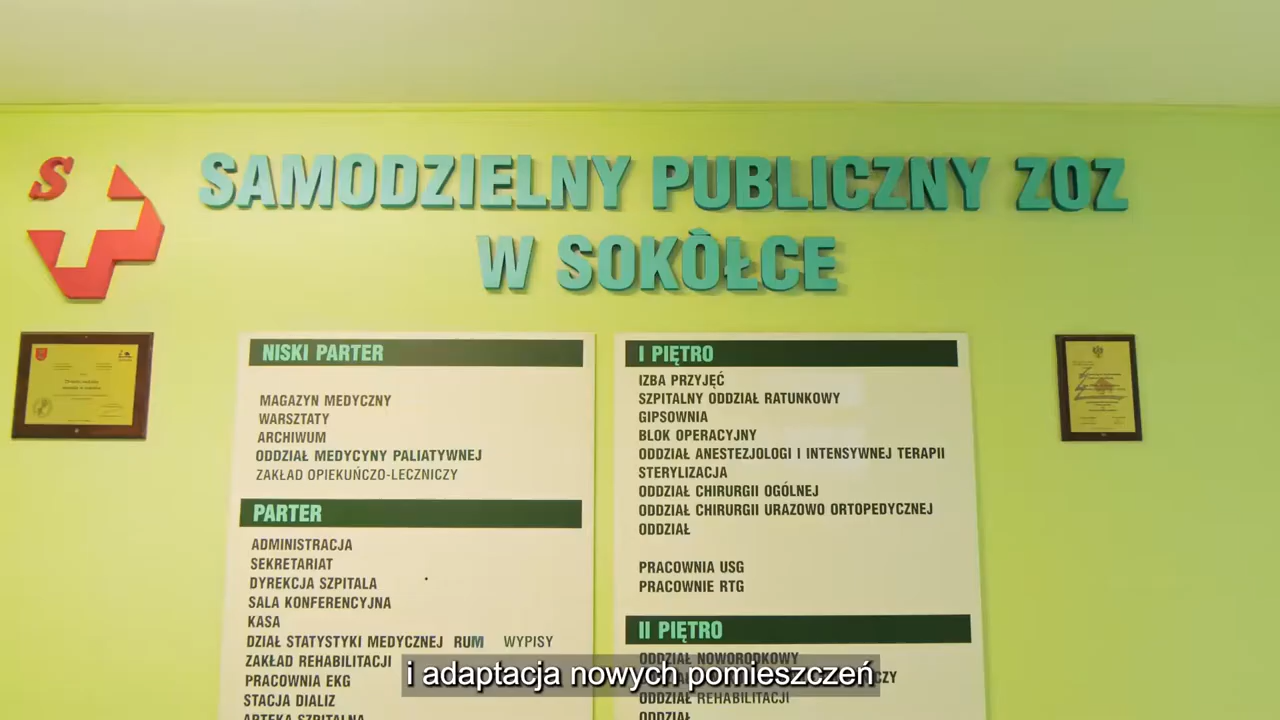 S
SAMODZIELNY PUBLICZNY ZOZ
W SOKÒŁCE
NISKI PARTER
MAGAZYN MEDYCZNY
WARSZTATY
ARCHIWUM
ODDZIAŁ MEDYCYNY PALIATYWNEJ
ZAKŁAD OPIEKUŃCZO-LECZNICZY
PARTER
ADMINISTRACJA
SEKRETARIAT
DYREKCJA SZPITALA
SALA KONFERENCYJNA
KASA
DZIAŁ STATYSTYKI MEDYCZNEJ RUM WYPISY
ZAKŁAD REHABILITACJI
PRACOWNIA EKG
STACJA DIALIZ
APTEKA SZPITALNA
I PIĘTRO
IZBA PRZYJĘĆ
SZPITALNY ODDZIAŁ RATUNKOWY
GIPSOWNIA
BLOK OPERACYJNY
ODDZIAŁ ANESTEZJOLOGI I INTENSYWNEJ TERAPII
STERYLIZACJA
ODDZIAŁ CHIRURGII OGÓLNEJ
ODDZIAŁ CHIRURGII URAZOWO ORTOPEDYCZNEJ
ODDZIAŁ
PRACOWNIA USG
PRACOWNIE RTG
II PIĘTRO
ODDZIAŁ NOWORODKOWY
ODDZIAŁ REHABILITACJI
ODDZIAŁ
i adaptacja nowych pomieszczeń